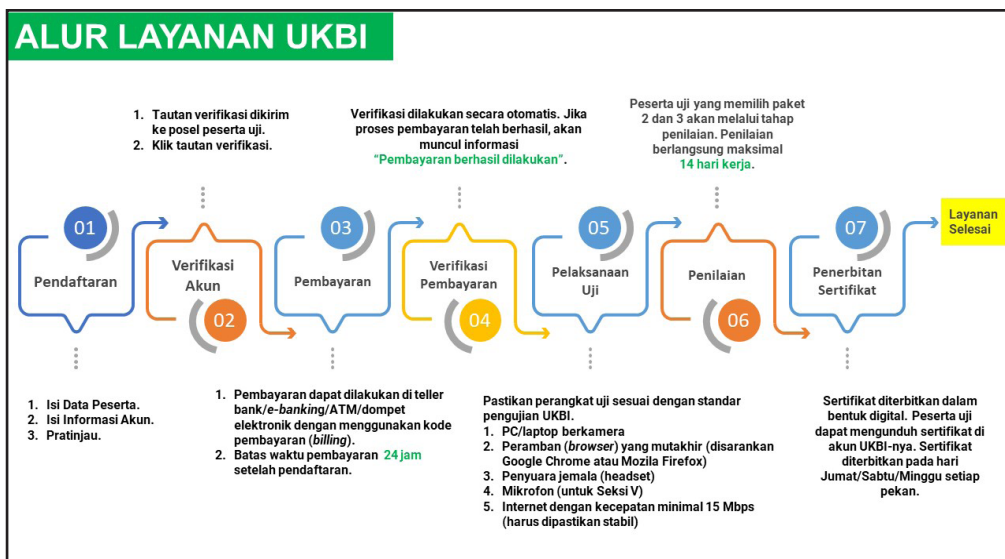 ALUR LAYANAN UKBI
1. Tautan verifikasi dikirim
ke posel peserta uji.
2. Klik tautan verifikasi.
Verifikasi dilakukan secara otomatis. Jika
proses pembayaran telah berhasil, akan
muncul informasi
“Pembayaran berhasil dilakukan”.
Peserta uji yang memilih paket
2 dan 3 akan melalui tahap
penilaian. Penilaian
berlangsung maksimal
14 hari kerja.
01
Pendaftaran
Verifikasi
Akun
02
03
Pembayaran
Verifikasi
Pembayaran
04
05
Pelaksanaan
Uji
Penilaian
06
07
Penerbitan
Sertifikat
Layanan
Selesai
1. Isi Data Peserta.
2. Isi Informasi Akun.
3. Pratinjau.
1. Pembayaran dapat dilakukan di teller
bank/e-banking/ATM/dompet
elektronik dengan menggunakan kode
pembayaran (billing).
2. Batas waktu pembayaran 24 jam
setelah pendaftaran.
Pastikan perangkat uji sesuai dengan standar
pengujian UKBI.
1. PC/laptop berkamera
2. Peramban (browser) yang mutakhir (disarankan
Google Chrome atau Mozila Firefox)
3. Penyuara jemala (headset)
4. Mikrofon (untuk Seksi V)
5. Internet dengan kecepatan minimal 15 Mbps
(harus dipastikan stabil)
Sertifikat diterbitkan dalam
bentuk digital. Peserta uji
dapat mengunduh sertifikat di
akun UKBI-nya. Sertifikat
diterbitkan pada hari
Jumat/Sabtu/Minggu setiap
pekan.